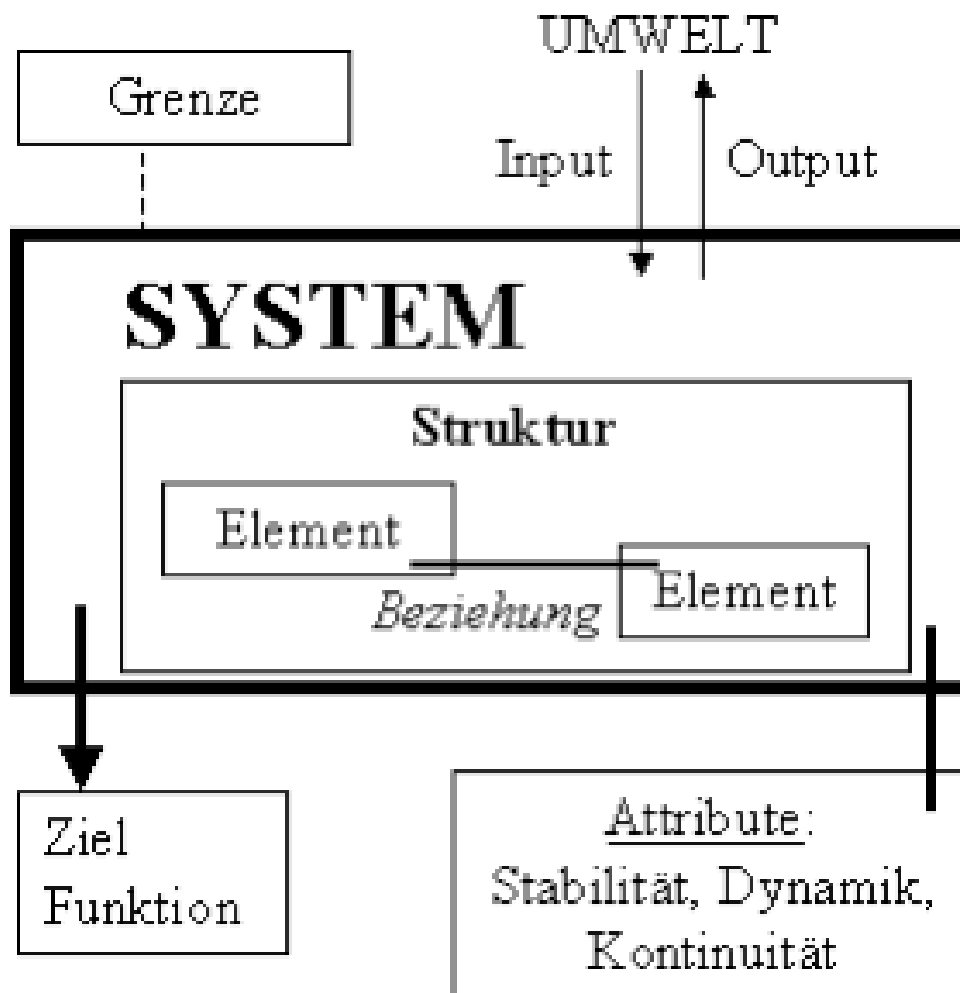 UMWELT
Grenze
Input
Output
SYSTEM
Struktur
Element
Element
Beziehung
Ziel
Funktion
Attribute:
Stabilität, Dynamik,
Kontinuität